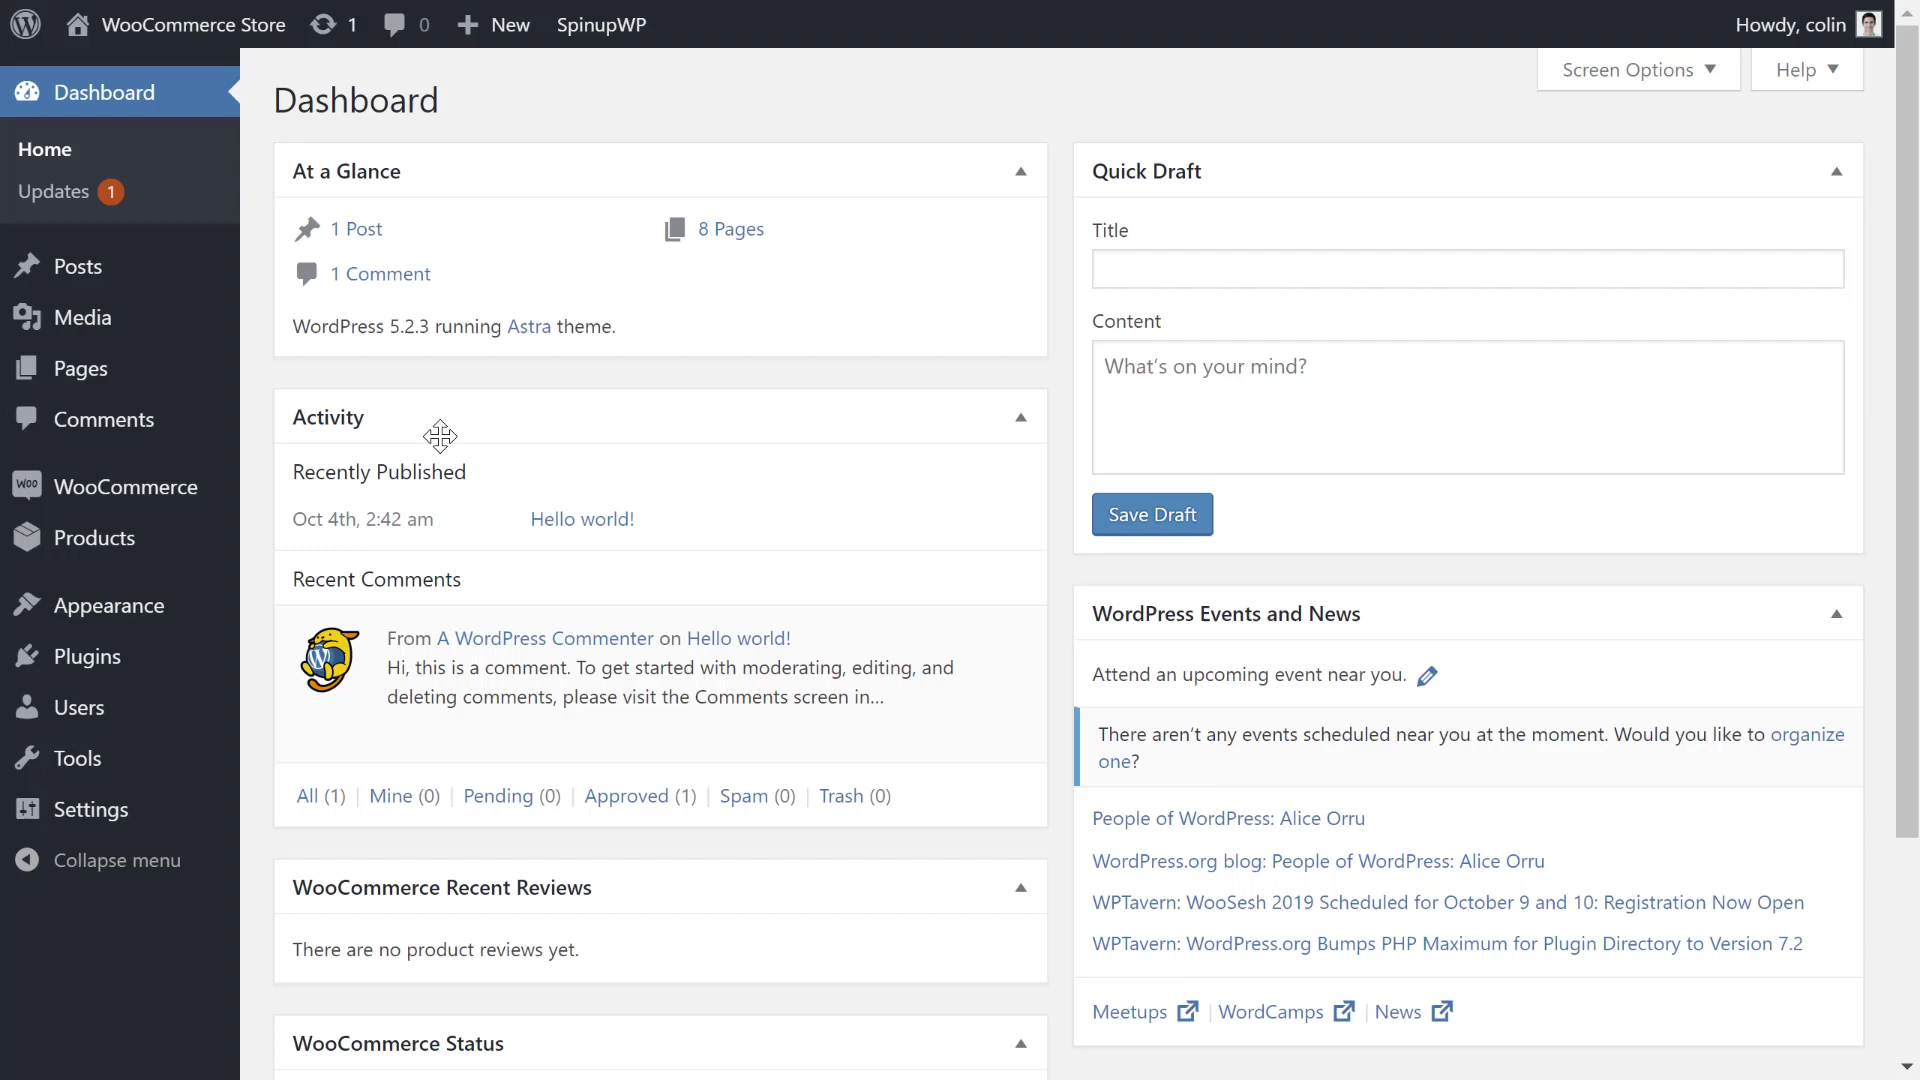 WooCommerce Store 1 0 New SpinupWP Howdy, colin
Dashboard
Home
Updates 1
Posts
Media
Pages
Comments
Woo WooCommerce
Products
Appearance
Plugins
Users
Tools
Settings
Collapse menu
Screen Options Help
Dashboard
At a Glance
1 Post 8 Pages
1 Comment
WordPress 5.2.3 running Astra theme.
Activity
Recently Published
Oct 4th, 2:42 am Hello world!
Recent Comments
From A WordPress Commenter on Hello world!
Hi, this is a comment. To get started with moderating, editing, and
deleting comments, please visit the Comments screen in…
All (1) | Mine (0) | Pending (0) | Approved (1) | Spam (0) | Trash (0)
WooCommerce Recent Reviews
There are no product reviews yet.
WooCommerce Status
Quick Draft
Title
Content
What’s on your mind?
Save Draft
WordPress Events and News
Attend an upcoming event near you.
There aren’t any events scheduled near you at the moment. Would you like to organize
one?
People of WordPress: Alice Orru
WordPress.org blog: People of WordPress: Alice Orru
WPTavern: WooSesh 2019 Scheduled for October 9 and 10: Registration Now Open
WPTavern: WordPress.org Bumps PHP Maximum for Plugin Directory to Version 7.2
Meetups | WordCamps | News